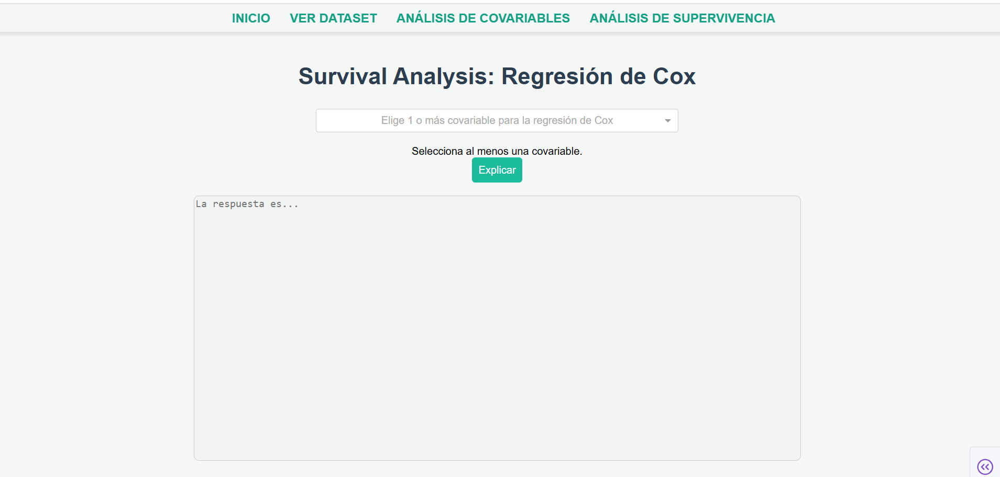 INICIO VER DATASET ANÁLISIS DE COVARIABLES ANÁLISIS DE SUPERVIVENCIA
Survival Analysis: Regresión de Cox
Elige 1 o más covariable para la regresión de Cox
Selecciona al menos una covariable.
Explicar
La respuesta es...